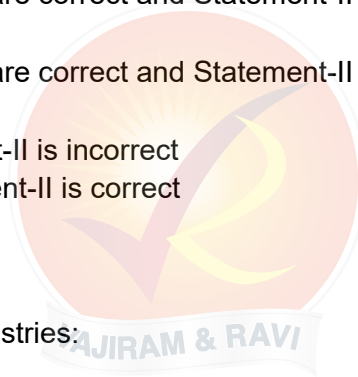 are correct and Statement-II
are correct and Statement-II
-II is incorrect
ent-II is correct
stries:
VAJIRAM & RAVI